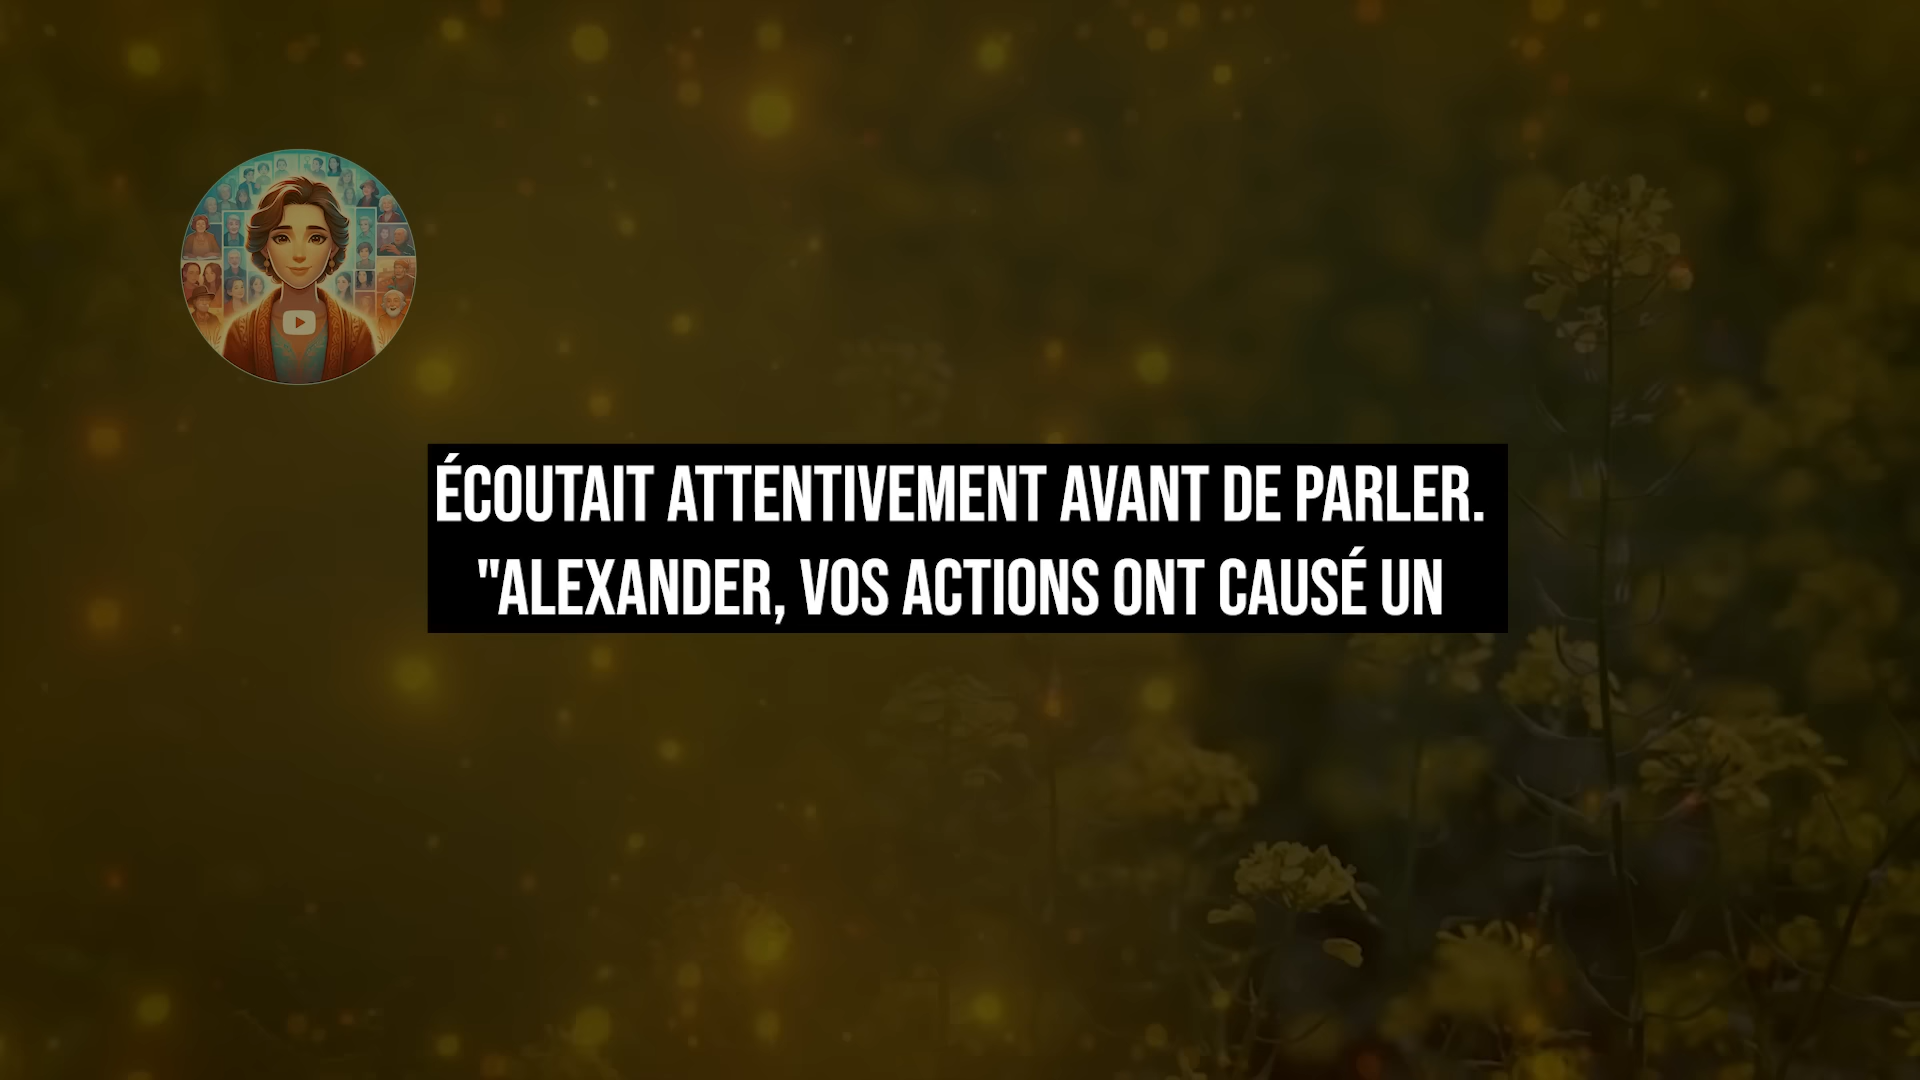 ÉCOUTAIT ATTENTIVEMENT AVANT DE PARLER.
"ALEXANDER, VOS ACTIONS ONT CAUSÉ UN